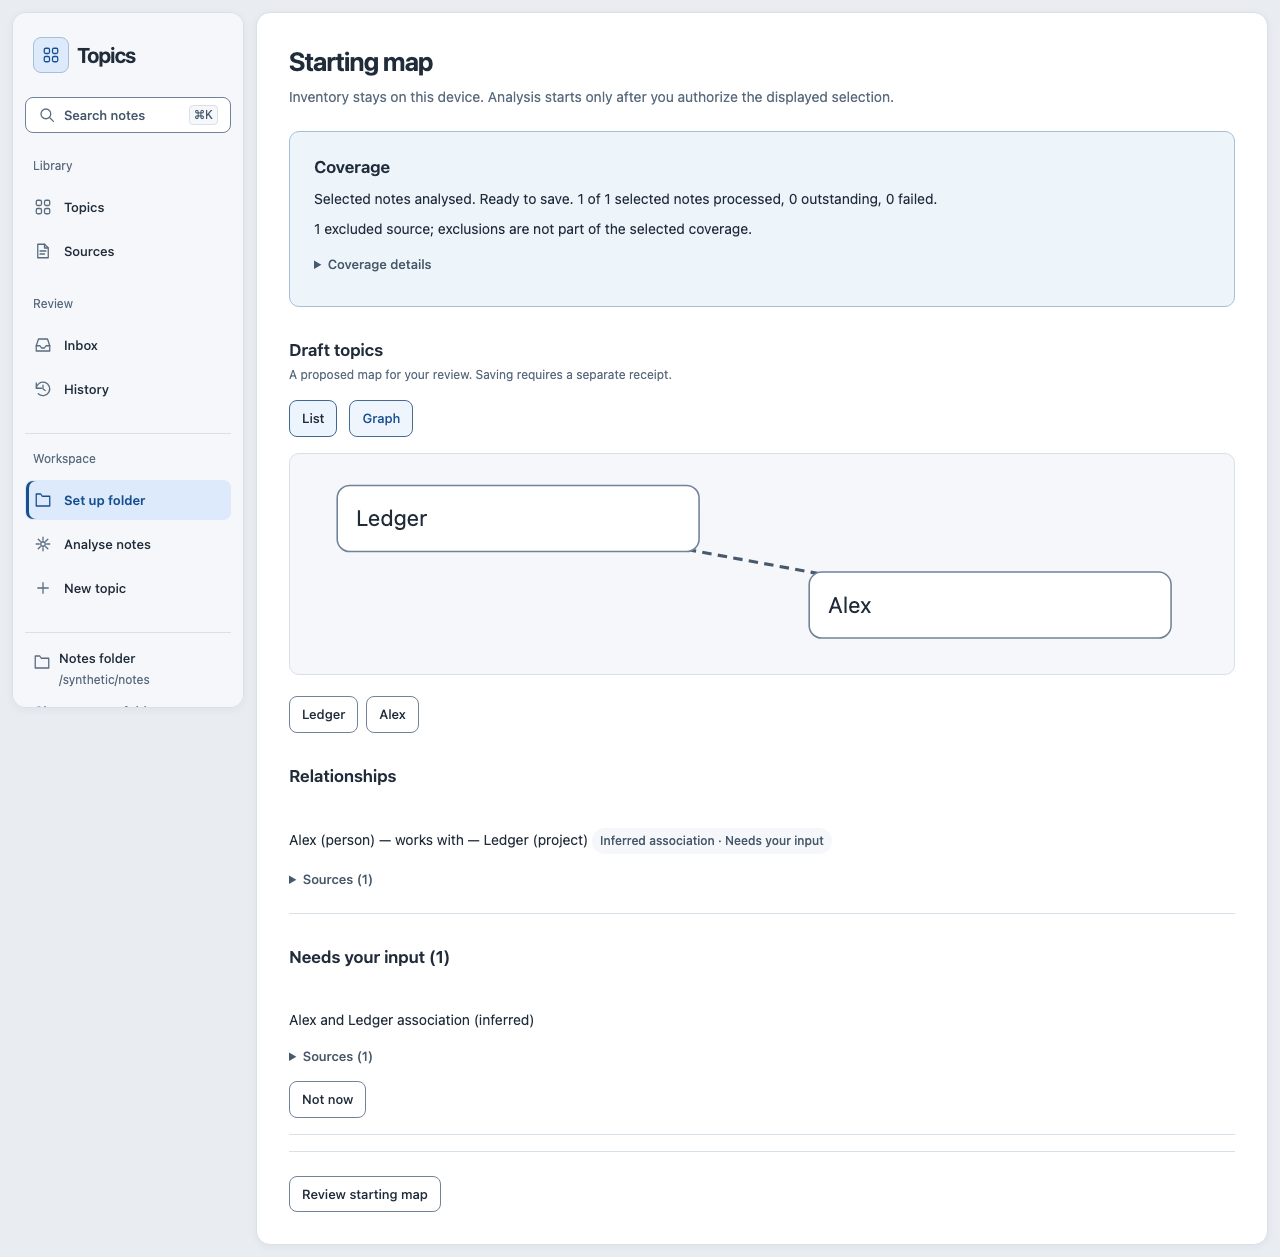 Topics
Search notes ⌘K
Library
Topics
Sources
Review
Inbox
History
Workspace
Set up folder
Analyse notes
New topic
Notes folder
/synthetic/notes
Starting map
Inventory stays on this device. Analysis starts only after you authorize the displayed selection.
Coverage
Selected notes analysed. Ready to save. 1 of 1 selected notes processed, 0 outstanding, 0 failed.
1 excluded source; exclusions are not part of the selected coverage.
Coverage details
Draft topics
A proposed map for your review. Saving requires a separate receipt.
List Graph
Ledger
Alex
Ledger Alex
Relationships
Alex (person) — works with — Ledger (project) Inferred association · Needs your input
Sources (1)
Needs your input (1)
Alex and Ledger association (inferred)
Sources (1)
Not now
Review starting map